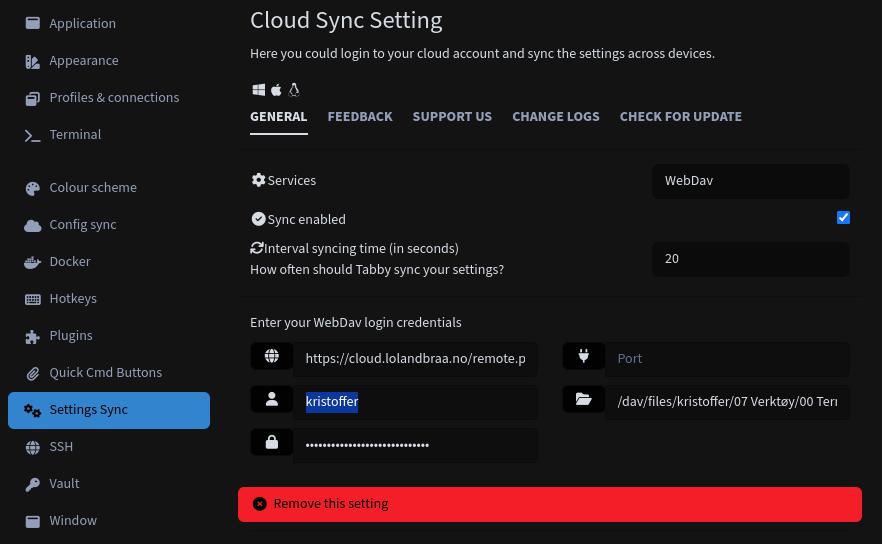 Application
Appearance
Profiles & connections
Terminal
Colour scheme
Config sync
Docker
Hotkeys
Plugins
Quick Cmd Buttons
Settings Sync
SSH
Vault
Window
Cloud Sync Setting
Here you could login to your cloud account and sync the settings across devices.
GENERAL FEEDBACK SUPPORT US CHANGE LOGS CHECK FOR UPDATE
Services WebDav
Sync enabled
Interval syncing time (in seconds)
How often should Tabby sync your settings? 20
Enter your WebDav login credentials
https://cloud.lolandbraa.no/remote.p Port
kristoffer /dav/files/kristoffer/07 Verktøy/00 Ter
Remove this setting